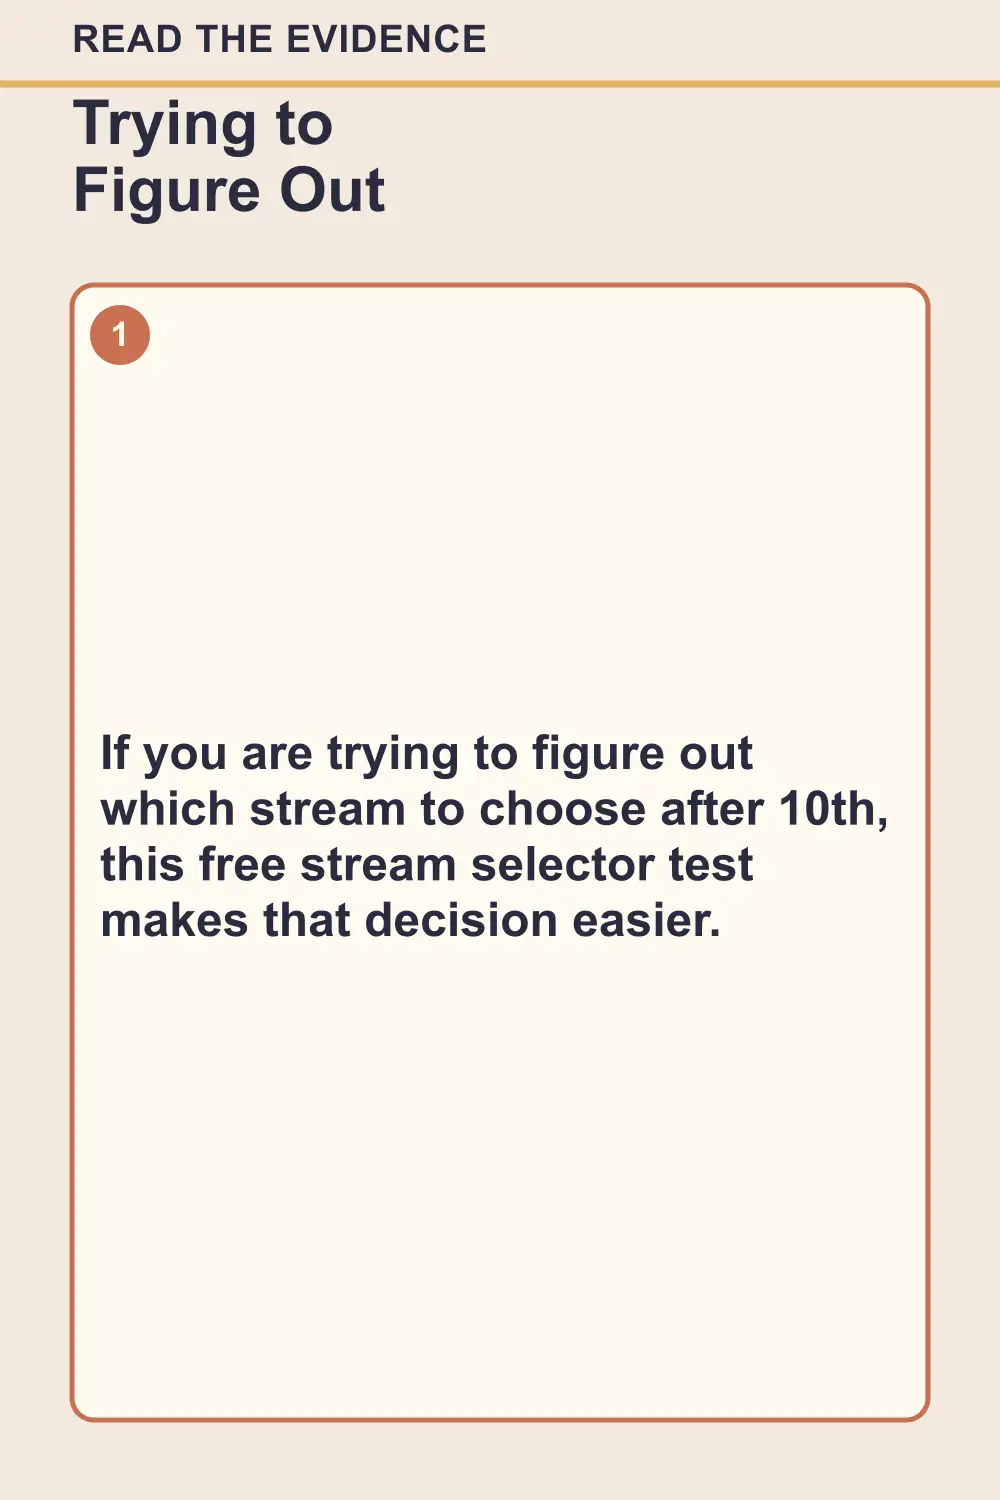 READ THE EVIDENCE
Trying to
Figure Out
1
If you are trying to figure out
which stream to choose after 10th,
this free stream selector test
makes that decision easier.